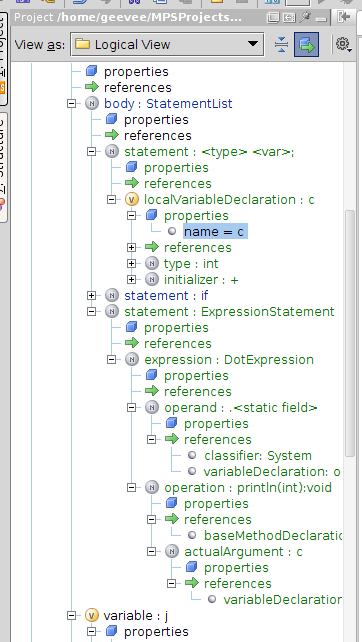 Project /home/geevee/MPSProjects...
View as: Logical View
properties
references
body : StatementList
properties
references
statement : <type> <var>;
properties
references
localVariableDeclaration : c
properties
name = c
references
type : int
initializer : +
statement : if
statement : ExpressionStatement
properties
references
expression : DotExpression
properties
references
operand : .<static field>
properties
references
classifier: System
variableDeclaration: o
operation : println(int):void
properties
references
baseMethodDeclaratio
actualArgument : c
properties
references
variableDeclaration
variable : j
properties
Project
Z: Structure